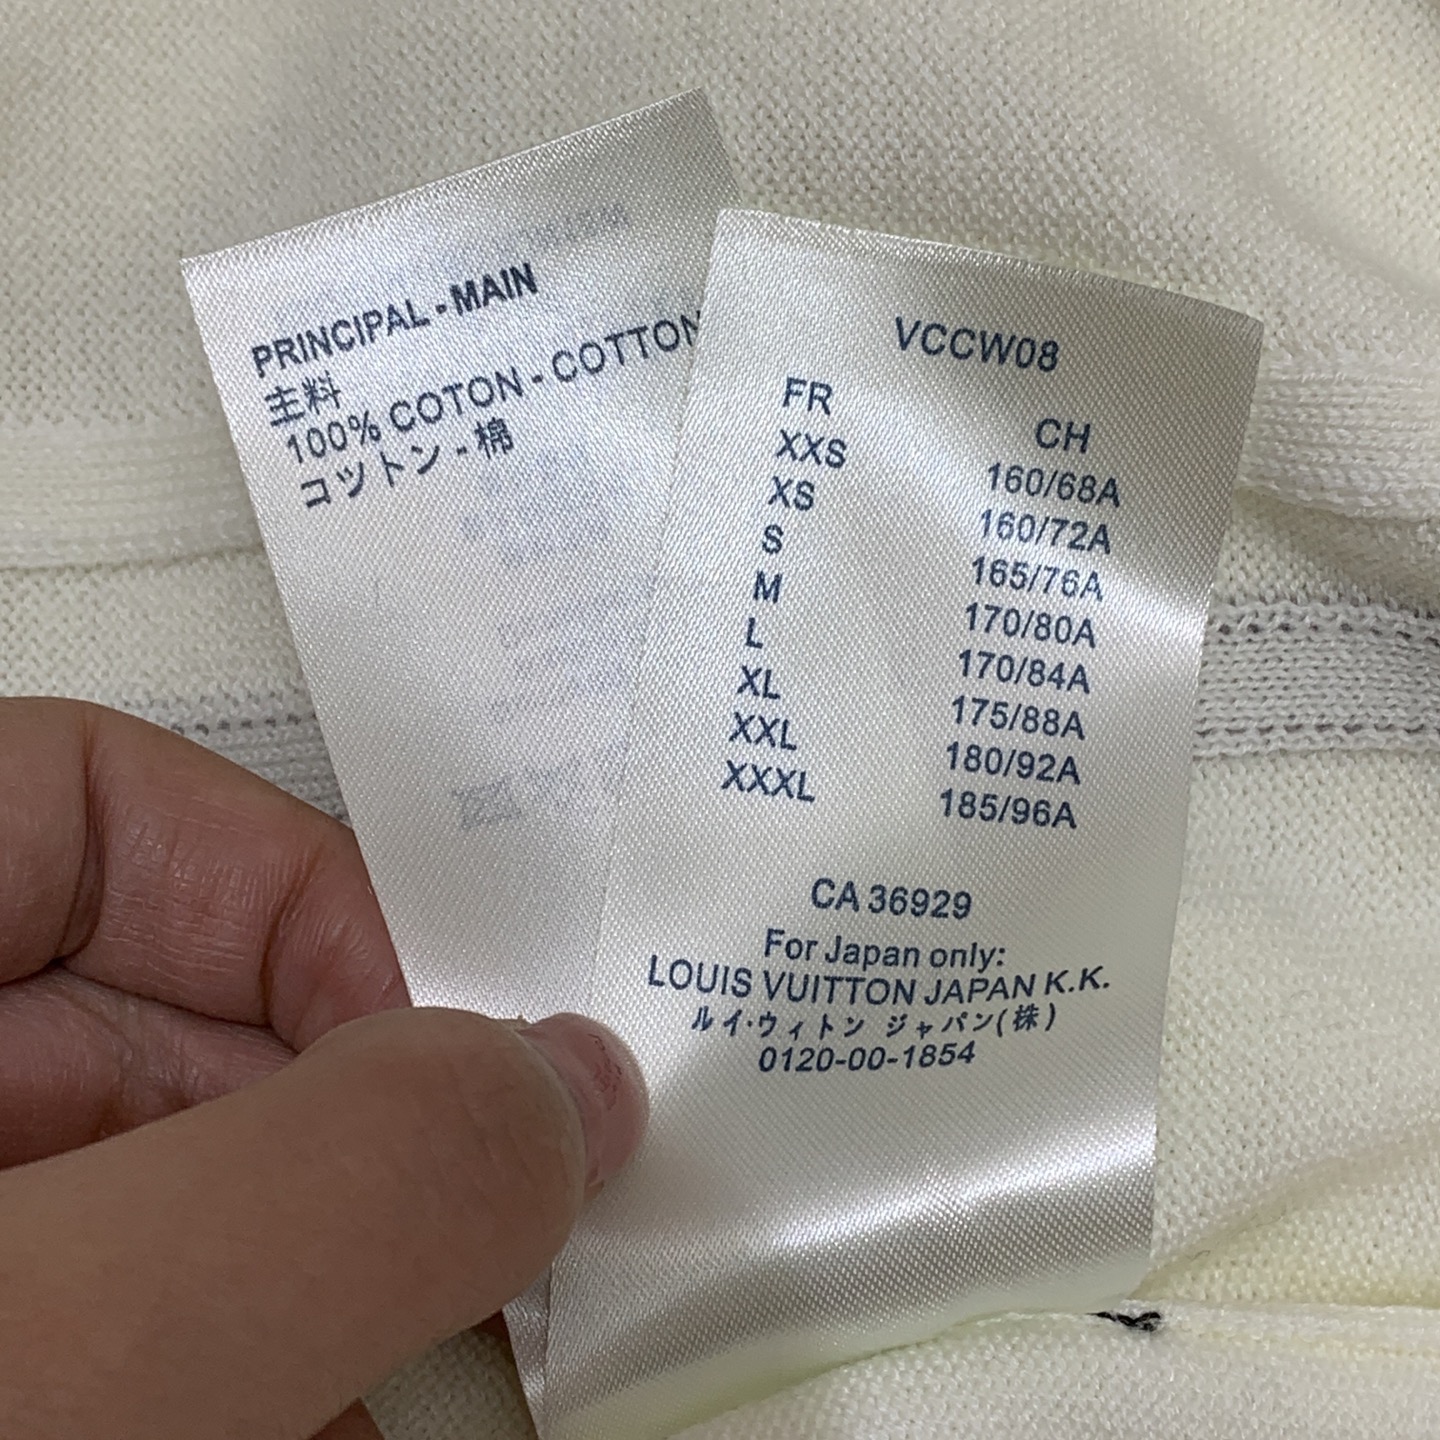 PRINCIPAL - MAIN
主料
100% COTON - COTTON
コットン - 棉
VCCW08
FR CH
XXS 160/68A
XS 160/72A
S 165/76A
M 170/80A
L 170/84A
XL 175/88A
XXL 180/92A
XXXL 185/96A
CA 36929
For Japan only:
LOUIS VUITTON JAPAN K.K.
ルイ・ウィトン ジャパン(株)
0120-00-1854